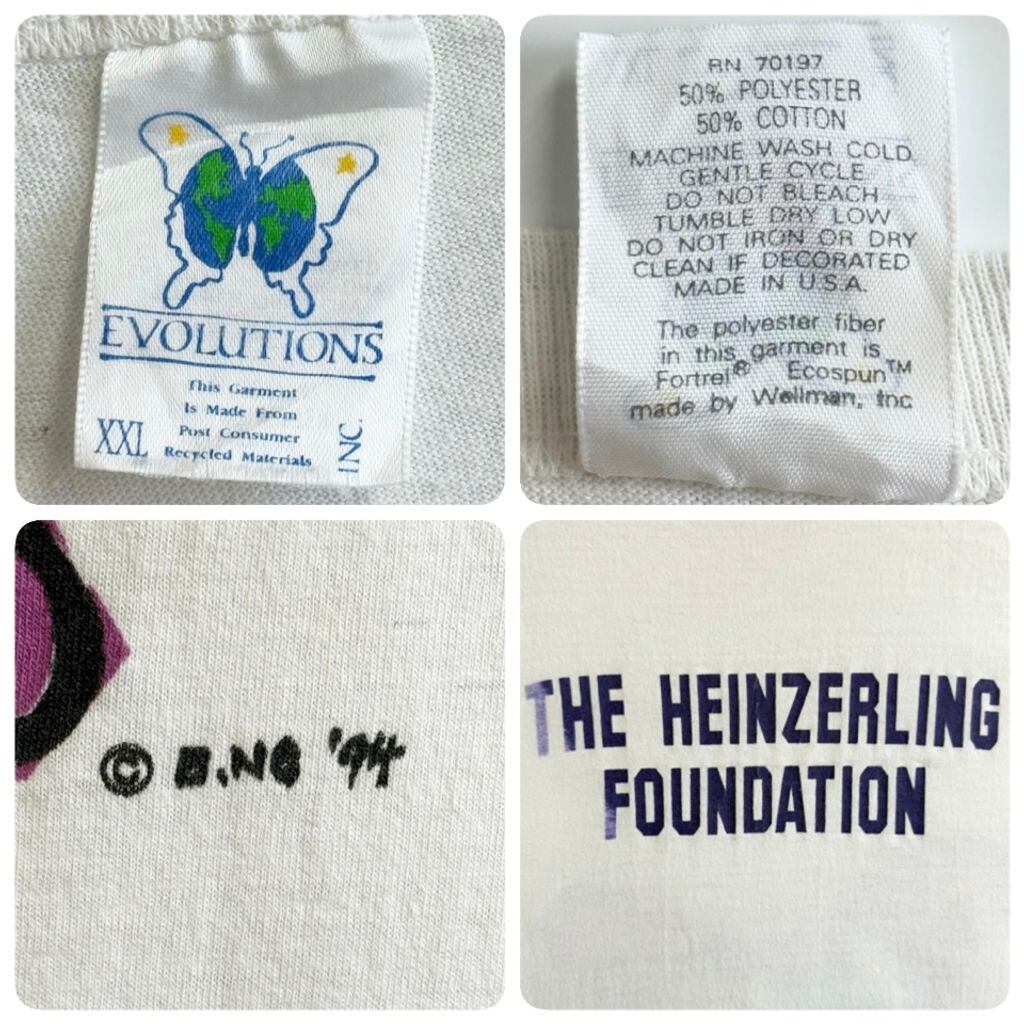 EVOLUTIONS
This Garment
Is Made From
Post Consumer
Recycled Materials
XXL
INC.
RN 70197
50% POLYESTER
50% COTTON
MACHINE WASH COLD
GENTLE CYCLE
DO NOT BLEACH
TUMBLE DRY LOW
DO NOT IRON OR DRY
CLEAN IF DECORATED
MADE IN U.S.A.
The polyester fiber
in this garment is
Fortrel® Ecospun™
made by Wellman, Inc
© B.NG '94
THE HEINZERLING
FOUNDATION